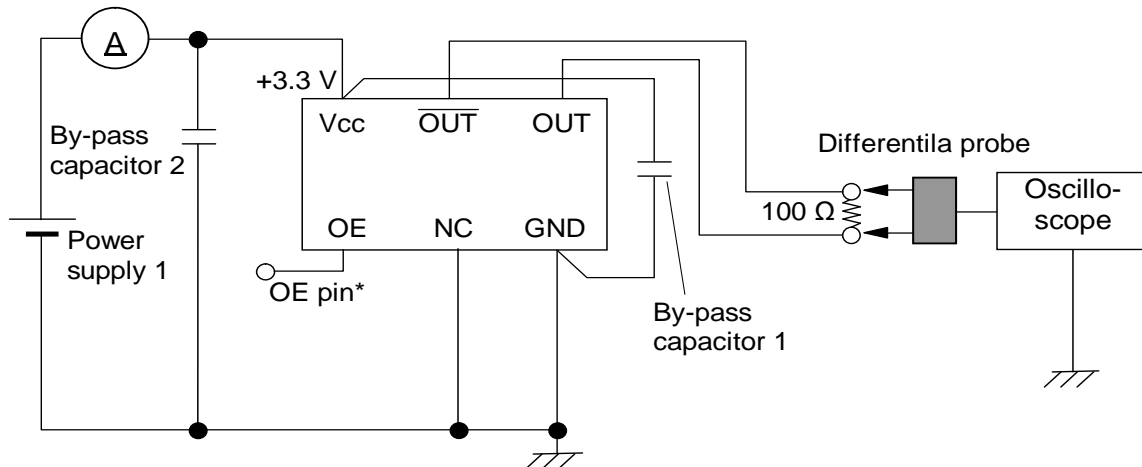 A
+3.3 V
Vcc
OUT
OUT
By-pass
capacitor 2
Differentila probe
Oscillo-
scope
100 Ω
OE
NC
GND
Power
supply 1
OE pin*
By-pass
capacitor 1